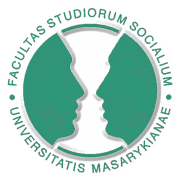 FACULTAS STUDIORUM SOCIALIUM
UNIVERSITATIS MASARYKIANAE